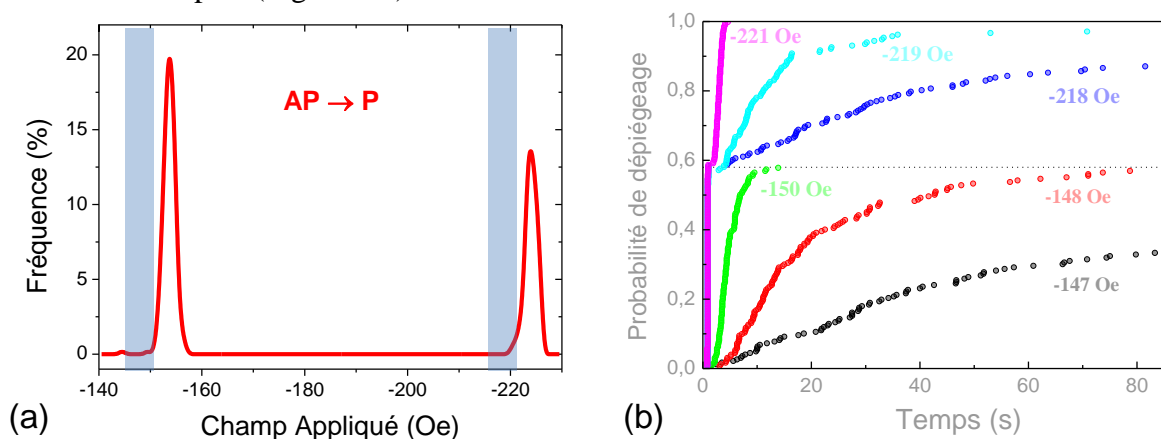 AP → P
Fréquence (%)
20
15
10
5
0
-140
-160
-180
-200
-220
Champ Appliqué (Oe)
(a)
Probabilité de dépiégeage
1,0
0,8
0,6
0,4
0,2
0,0
-221 Oe
-219 Oe
-218 Oe
-150 Oe
-148 Oe
-147 Oe
0
20
40
60
80
Temps (s)
(b)